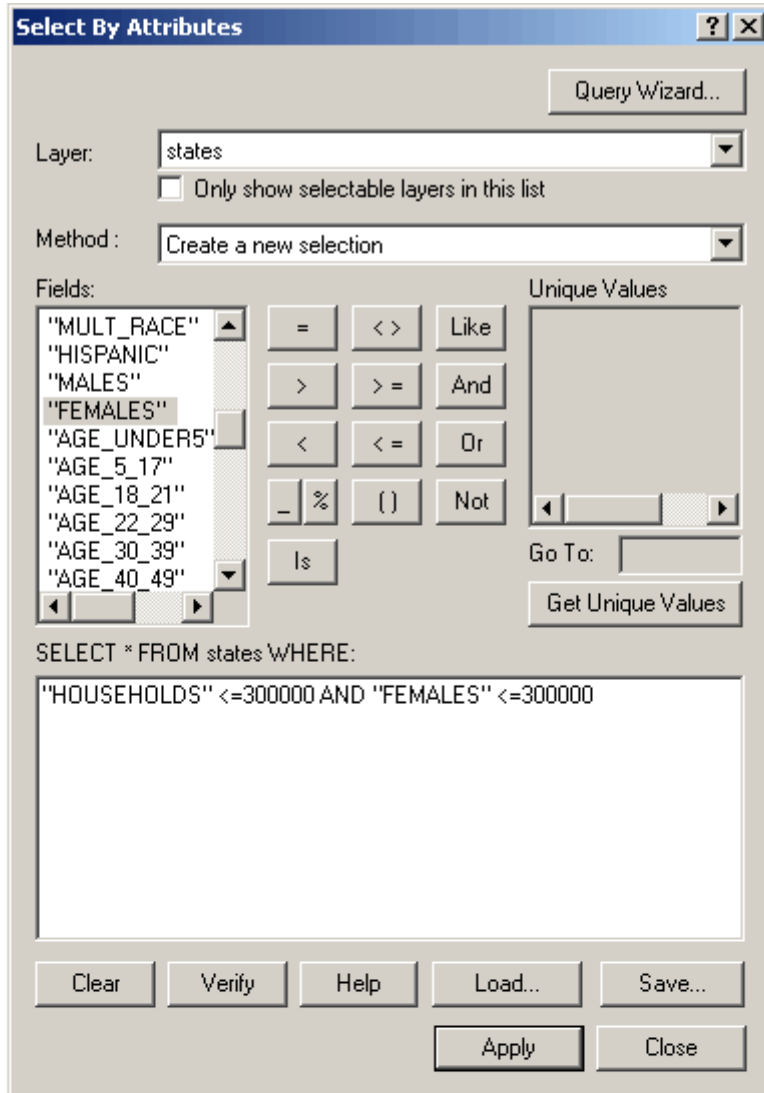 Select By Attributes
? X
Query Wizard...
Layer: states
Only show selectable layers in this list
Method : Create a new selection
Fields:
Unique Values
"MULT_RACE"
"HISPANIC"
"MALES"
"FEMALES"
"AGE_UNDER5"
"AGE_5_17"
"AGE_18_21"
"AGE_22_29"
"AGE_30_39"
"AGE_40_49"
= < > Like
> > = And
< < = Or
_ % ( ) Not
Is
Go To:
Get Unique Values
SELECT * FROM states WHERE:
"HOUSEHOLDS" <=300000 AND "FEMALES" <=300000
Clear Verify Help Load... Save...
Apply Close